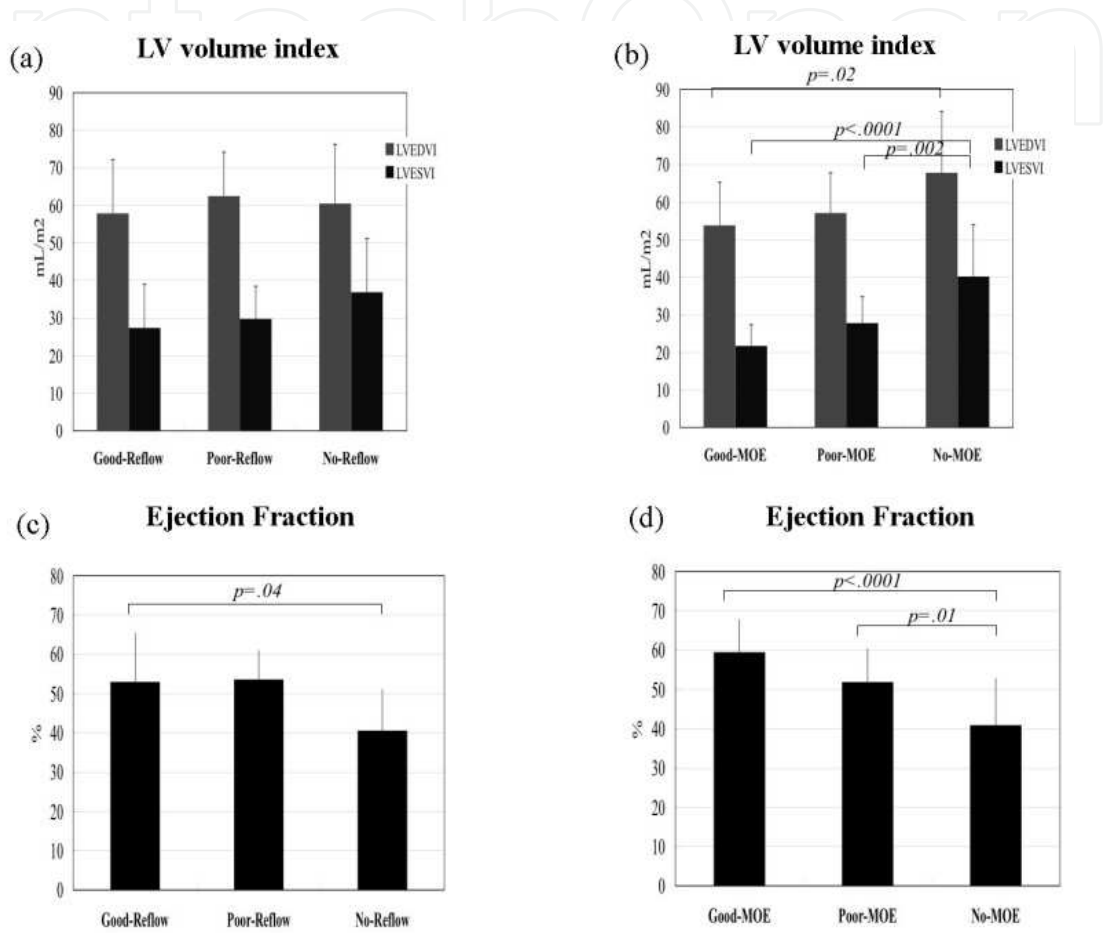 (a)
LV volume index
90
80
70
60
50
40
30
20
10
0
mL/m2
LVEDVI
LVESVI
Good-Reflow Poor-Reflow No-Reflow
(b)
LV volume index
p=.02
p<.0001
p=.002
90
80
70
60
50
40
30
20
10
0
mL/m2
LVEDVI
LVESVI
Good-MOE Poor-MOE No-MOE
(c)
Ejection Fraction
p=.04
80
70
60
50
40
30
20
10
0
%
Good-Reflow Poor-Reflow No-Reflow
(d)
Ejection Fraction
p<.0001
p=.01
80
70
60
50
40
30
20
10
0
%
Good-MOE Poor-MOE No-MOE